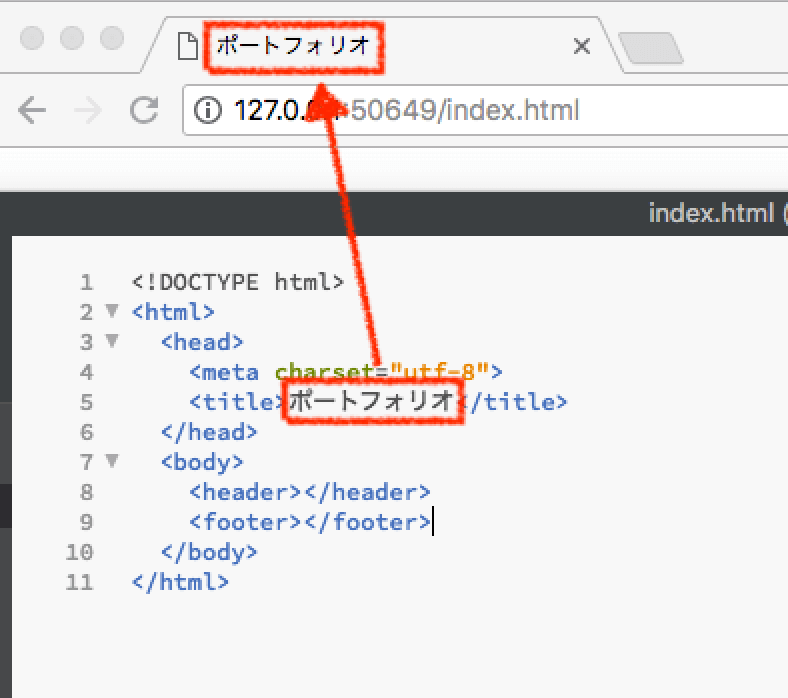 ポートフォリオ
127.0.0.1:50649/index.html
index.html (
1 <!DOCTYPE html>
2 <html>
3 <head>
4 <meta charset="utf-8">
5 <title>ポートフォリオ</title>
6 </head>
7 <body>
8 <header></header>
9 <footer></footer>
10 </body>
11 </html>